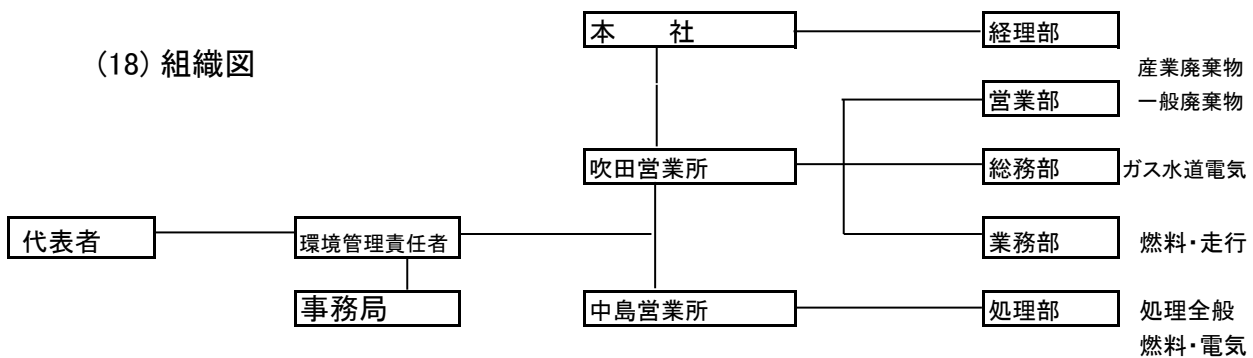 本　　社
経理部
(18) 組織図
産業廃棄物
営業部
一般廃棄物
吹田営業所
総務部
ガス水道電気
代表者
環境管理責任者
業務部
燃料・走行
事務局
中島営業所
処理部
処理全般
燃料・電気